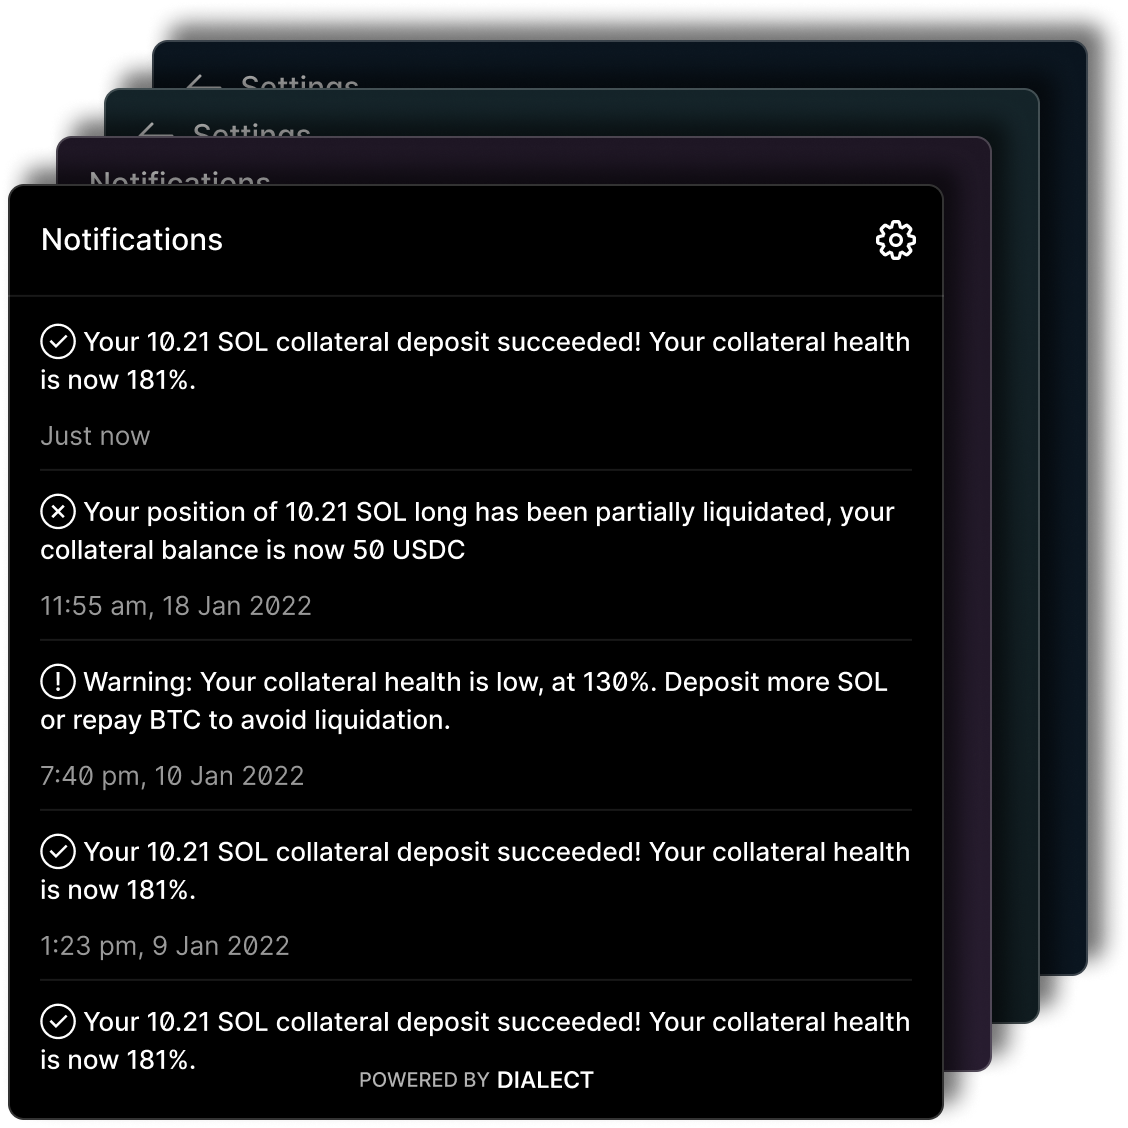 Settings
Settings
Notifications
Notifications
Your 10.21 SOL collateral deposit succeeded! Your collateral health
is now 181%.
Just now
Your position of 10.21 SOL long has been partially liquidated, your
collateral balance is now 50 USDC
11:55 am, 18 Jan 2022
Warning: Your collateral health is low, at 130%. Deposit more SOL
or repay BTC to avoid liquidation.
7:40 pm, 10 Jan 2022
Your 10.21 SOL collateral deposit succeeded! Your collateral health
is now 181%.
1:23 pm, 9 Jan 2022
Your 10.21 SOL collateral deposit succeeded! Your collateral health
is now 181%.
POWERED BY DIALECT